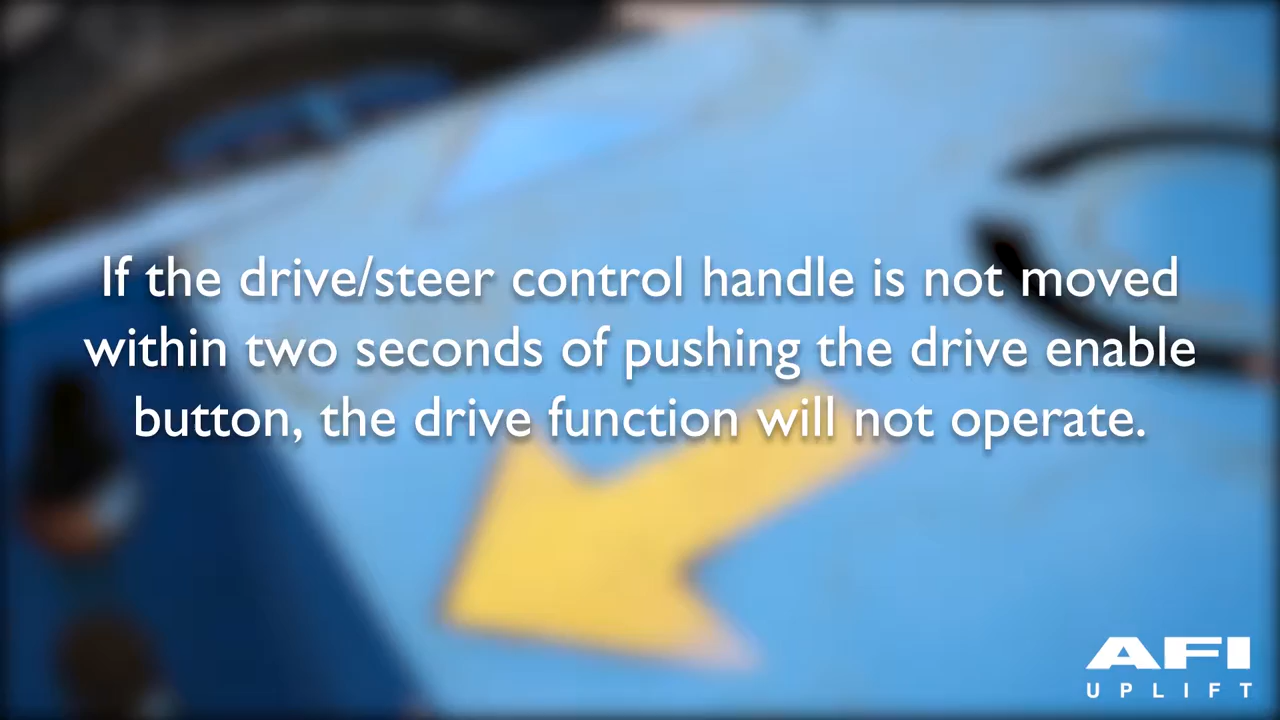 If the drive/steer control handle is not moved
within two seconds of pushing the drive enable
button, the drive function will not operate.
AFI
UPLIFT